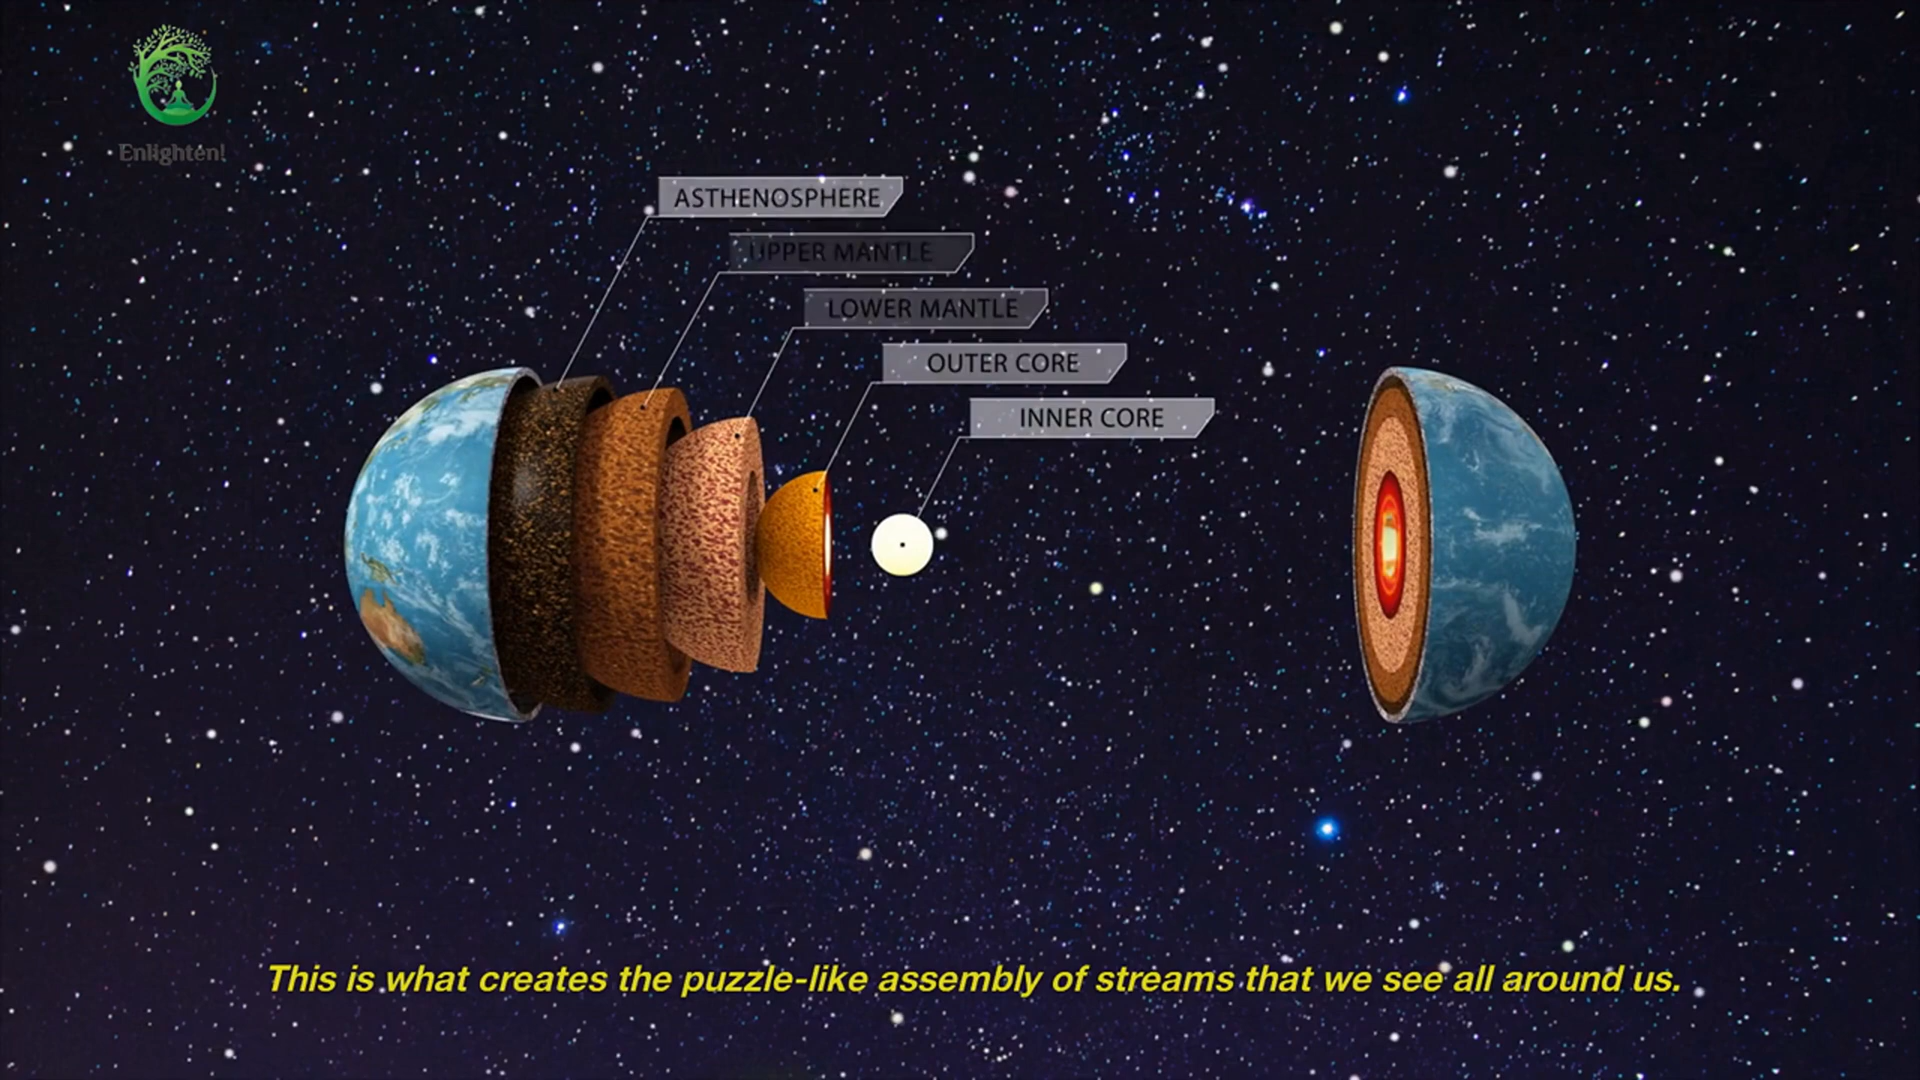 Enlighten!
ASTHENOSPHERE
UPPER MANTLE
LOWER MANTLE
OUTER CORE
INNER CORE
This is what creates the puzzle-like assembly of streams that we see all around us.